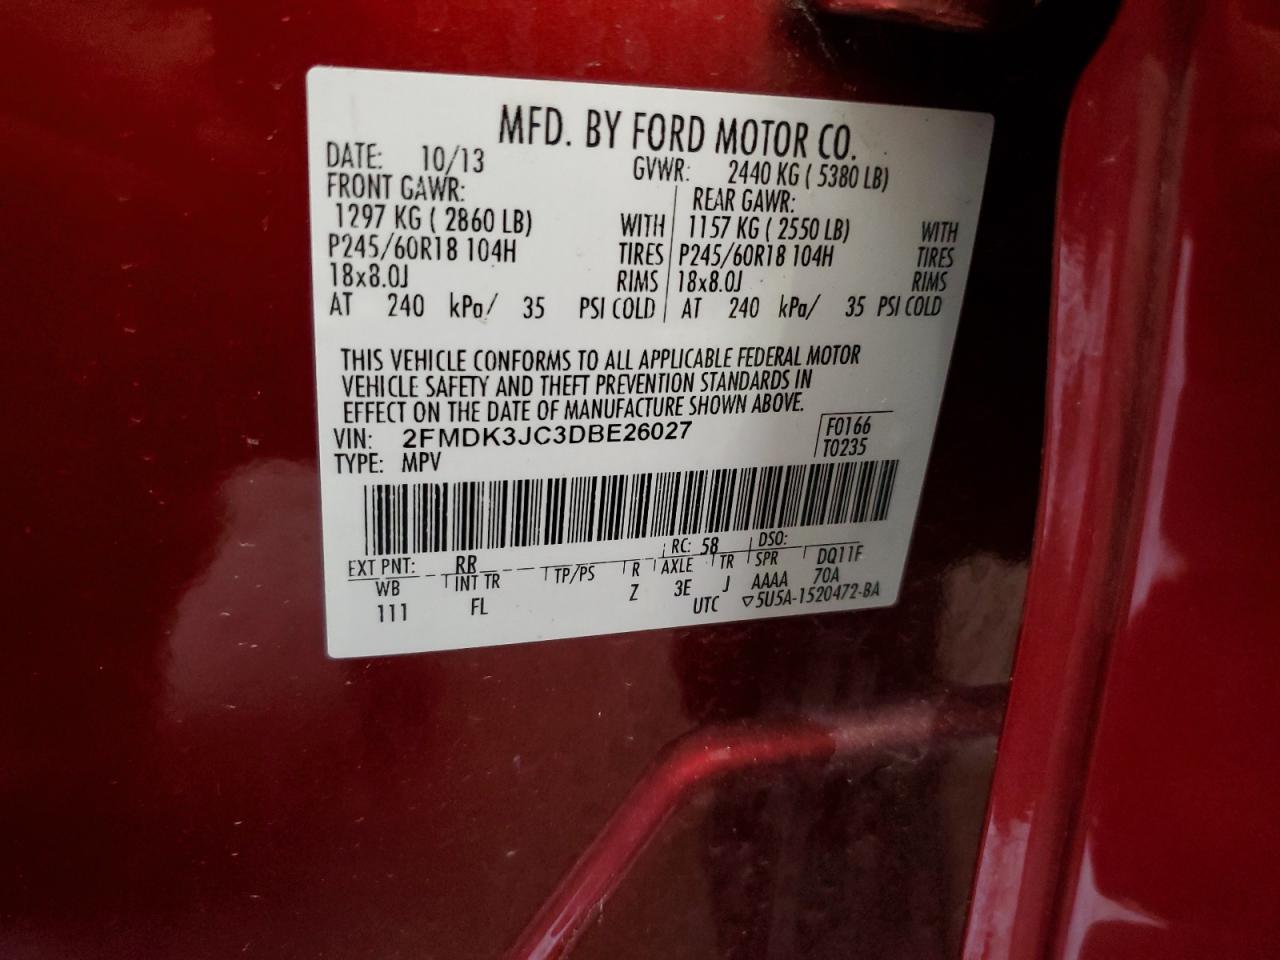 MFD. BY FORD MOTOR CO.
DATE: 10/13 GVWR: 2440 KG ( 5380 LB)
FRONT GAWR: REAR GAWR:
1297 KG ( 2860 LB) WITH 1157 KG ( 2550 LB) WITH
P245/60R18 104H TIRES P245/60R18 104H TIRES
18x8.0J RIMS 18x8.0J RIMS
AT 240 kPa/ 35 PSI COLD AT 240 kPa/ 35 PSI COLD
THIS VEHICLE CONFORMS TO ALL APPLICABLE FEDERAL MOTOR
VEHICLE SAFETY AND THEFT PREVENTION STANDARDS IN
EFFECT ON THE DATE OF MANUFACTURE SHOWN ABOVE.
VIN: 2FMDK3JC3DBE26027 F0166
TYPE: MPV T0235
EXT PNT: RR RC: 58 DSO:
WB INT TR TP/PS R AXLE TR SPR DQ11F
111 FL Z 3E J AAAA 70A
UTC ▽5U5A-1520472-BA